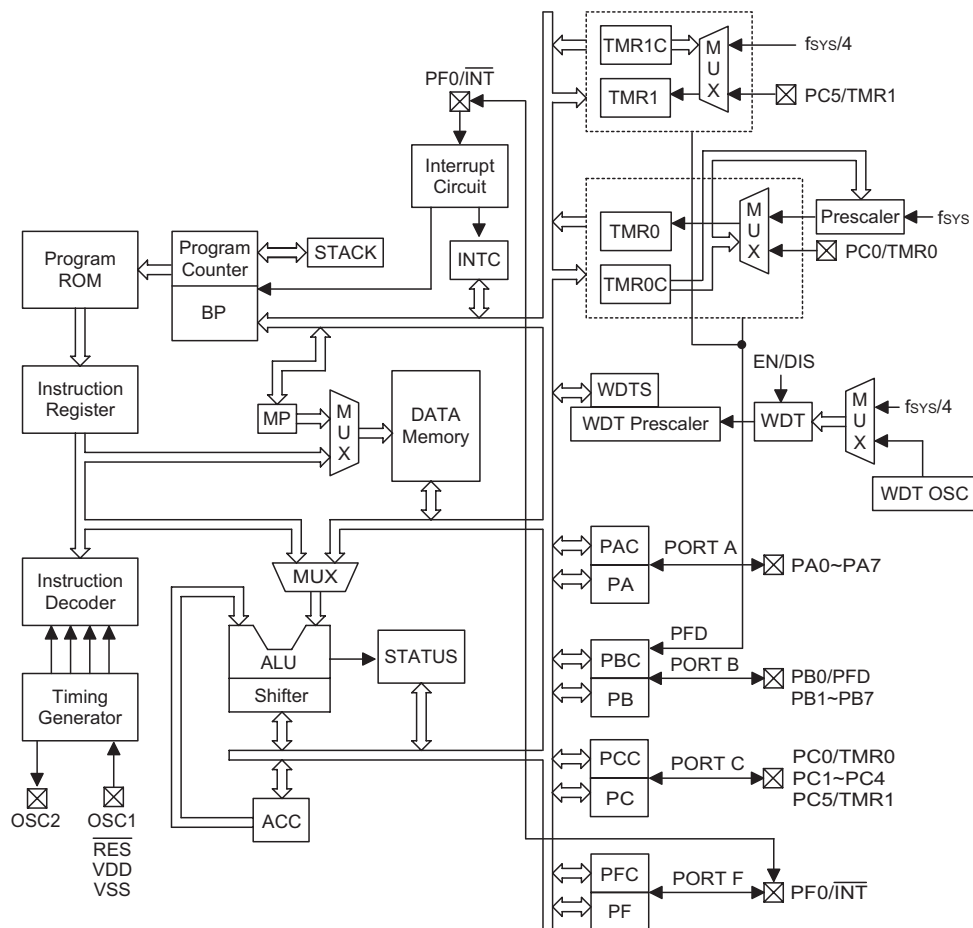 TMR1C
M
U
X
fSYS/4
TMR1
PC5/TMR1
PF0/INT
Interrupt
Circuit
INTC
TMR0
M
U
X
Prescaler
fSYS
PC0/TMR0
TMR0C
Program
ROM
Program
Counter
STACK
BP
Instruction
Register
MP
M
U
X
DATA
Memory
WDTS
WDT Prescaler
EN/DIS
WDT
M
U
X
fSYS/4
WDT OSC
MUX
Instruction
Decoder
ALU
Shifter
STATUS
Timing
Generator
OSC2
OSC1
RES
VDD
VSS
ACC
PAC
PA
PORT A
PA0~PA7
PFD
PBC
PB
PORT B
PB0/PFD
PB1~PB7
PCC
PC
PORT C
PC0/TMR0
PC1~PC4
PC5/TMR1
PFC
PF
PORT F
PF0/INT